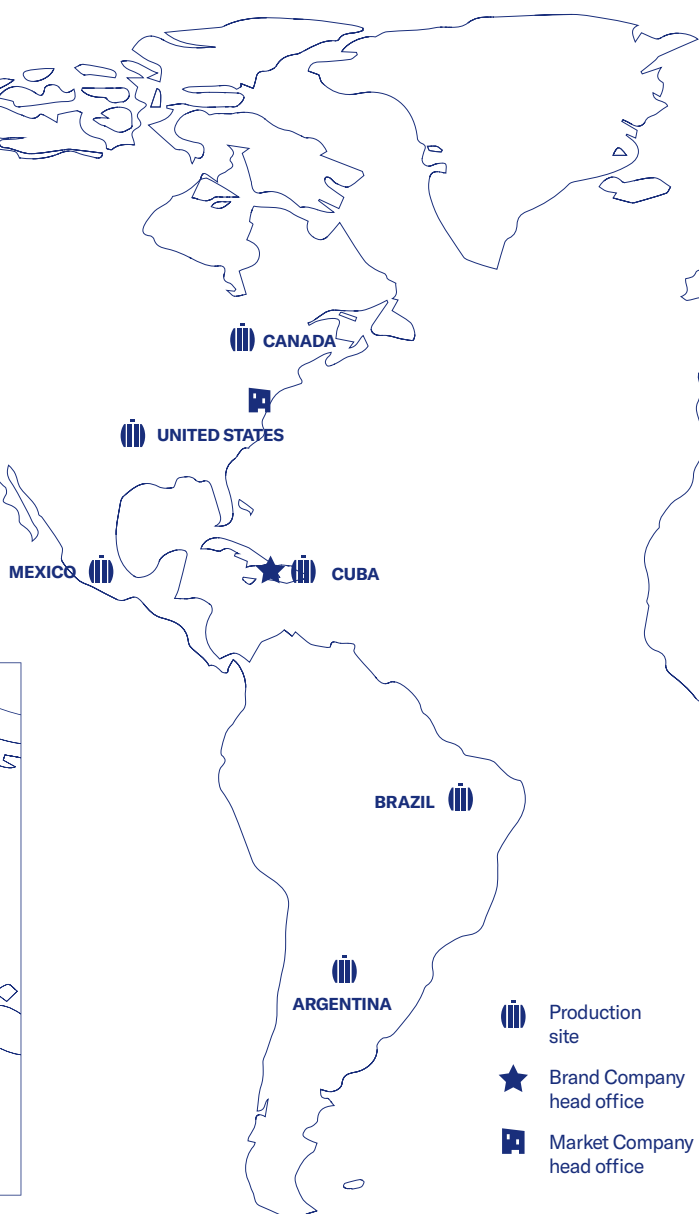 CANADA
UNITED STATES
MEXICO
CUBA
BRAZIL
ARGENTINA
Production
site
Brand Company
head office
Market Company
head office